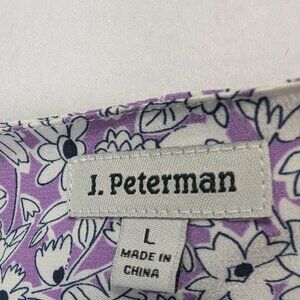 J. Peterman
L
MADE IN
CHINA